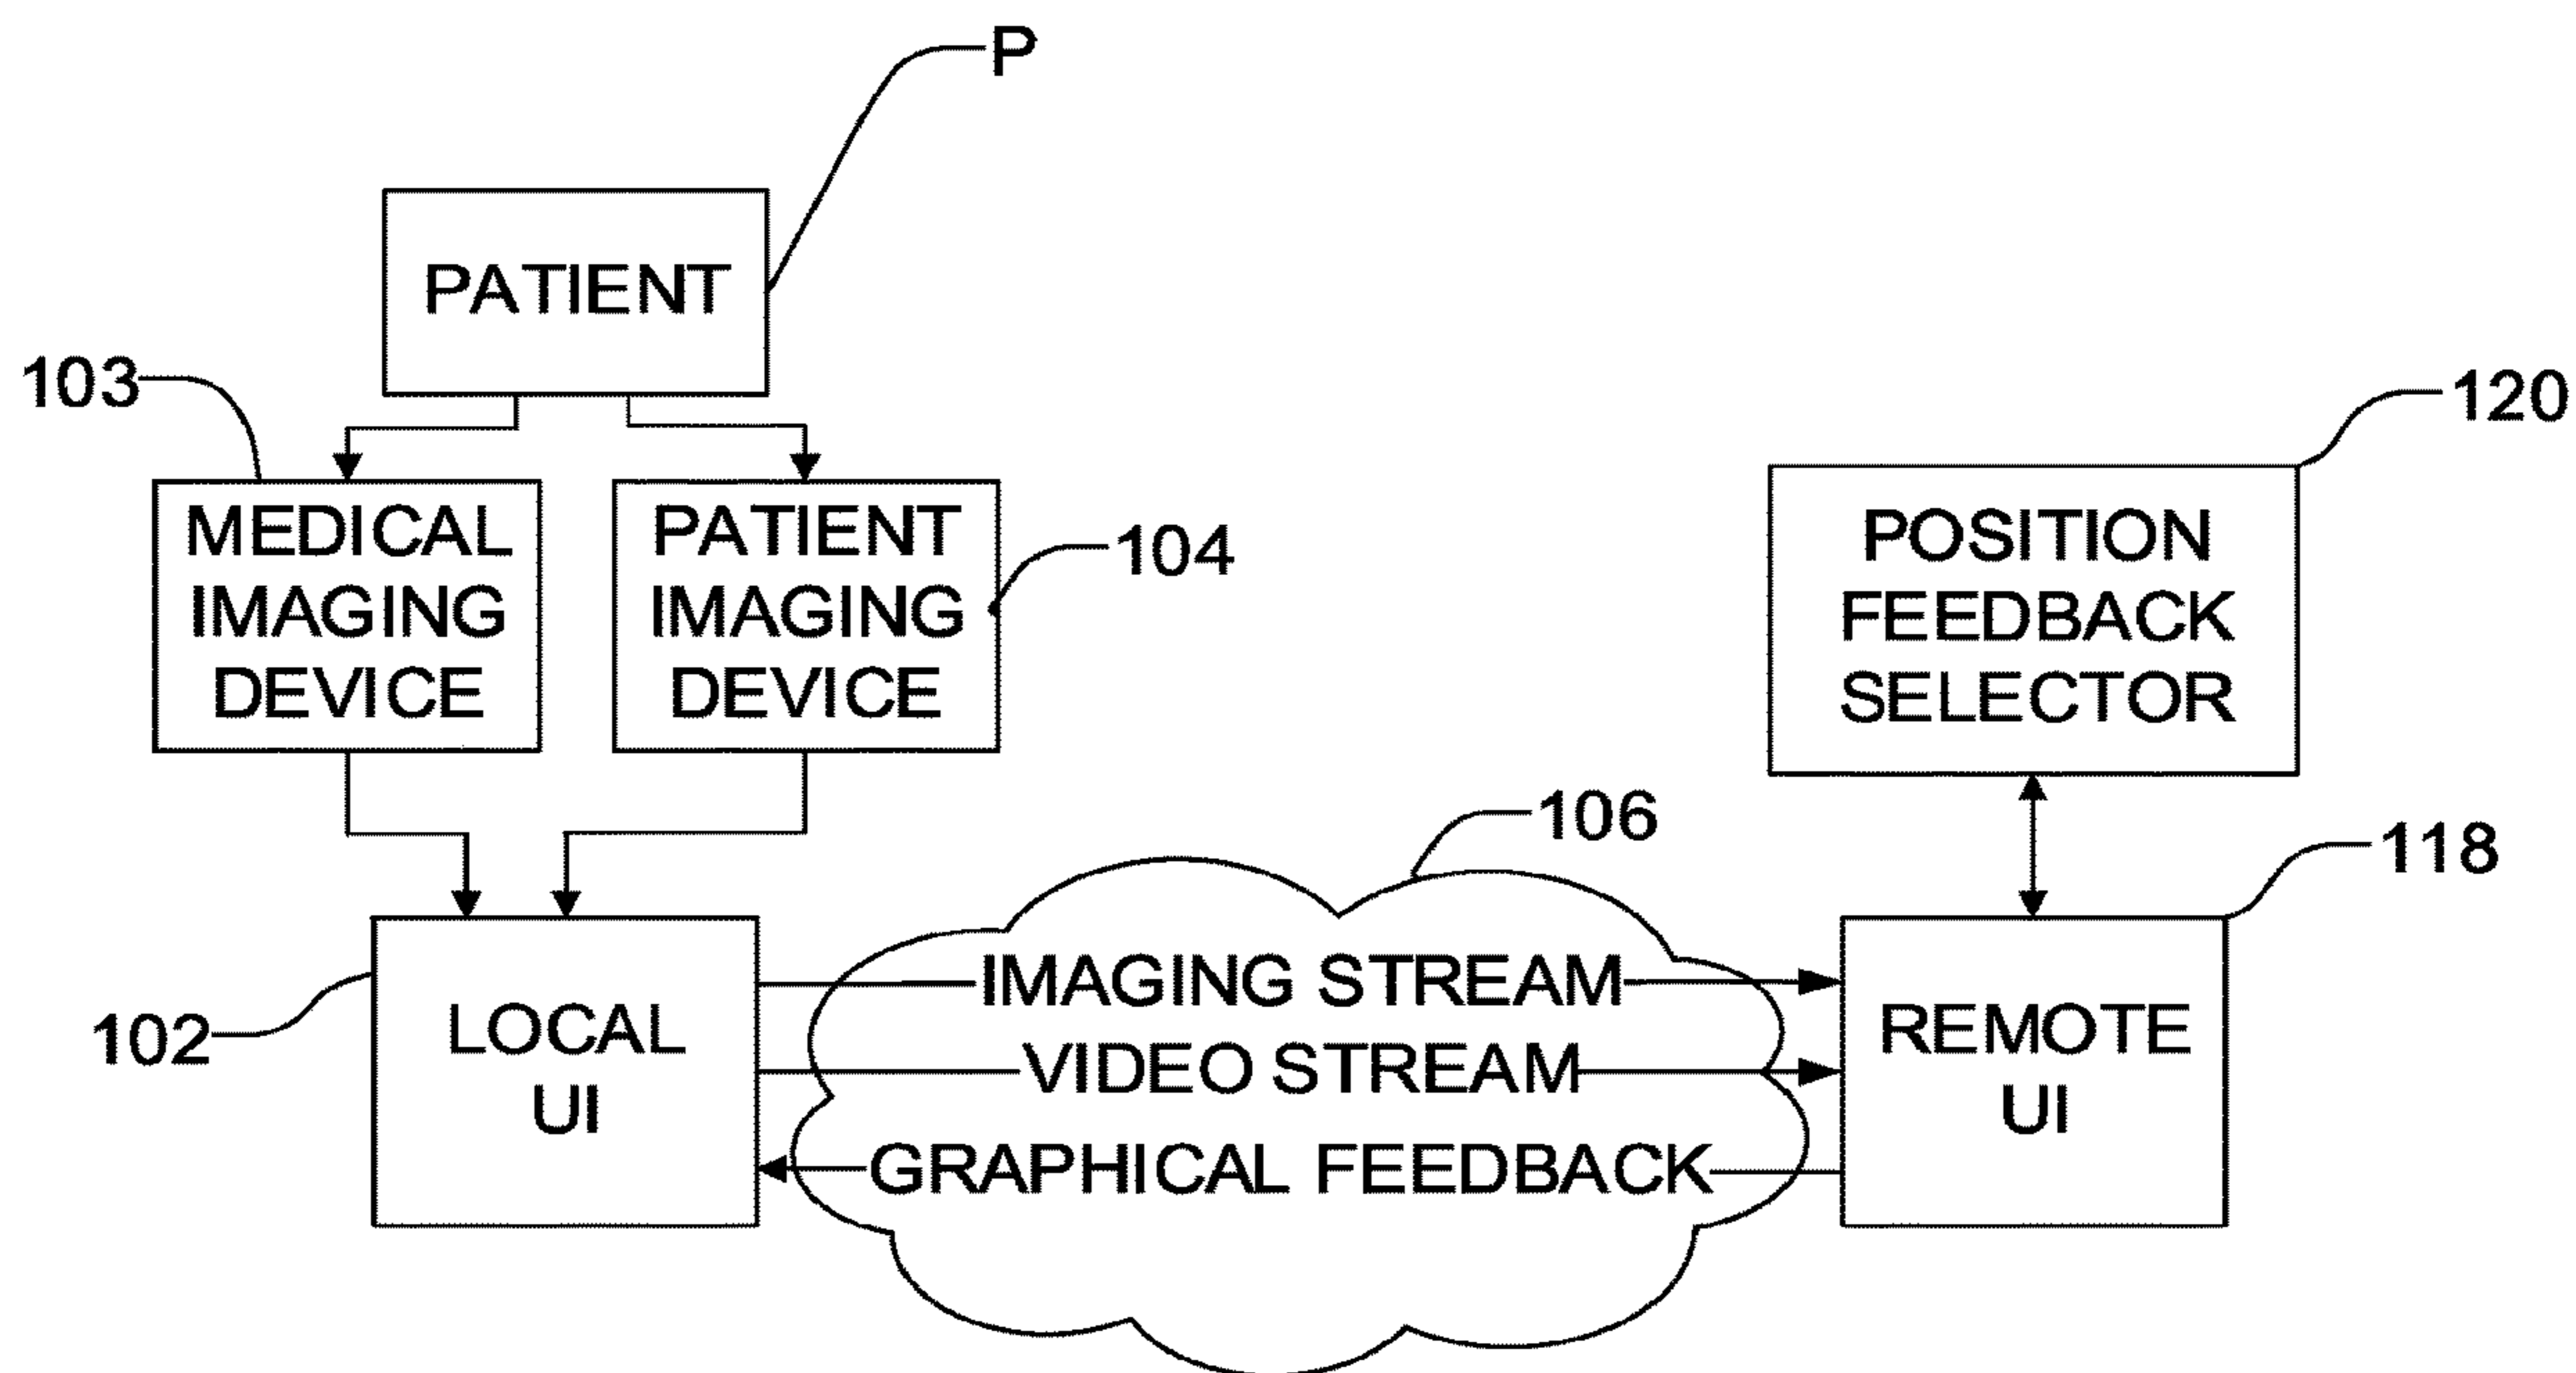 P
PATIENT
103
MEDICAL
IMAGING
DEVICE
PATIENT
IMAGING
DEVICE
104
120
POSITION
FEEDBACK
SELECTOR
106
118
102
LOCAL
UI
IMAGING STREAM
VIDEO STREAM
GRAPHICAL FEEDBACK
REMOTE
UI